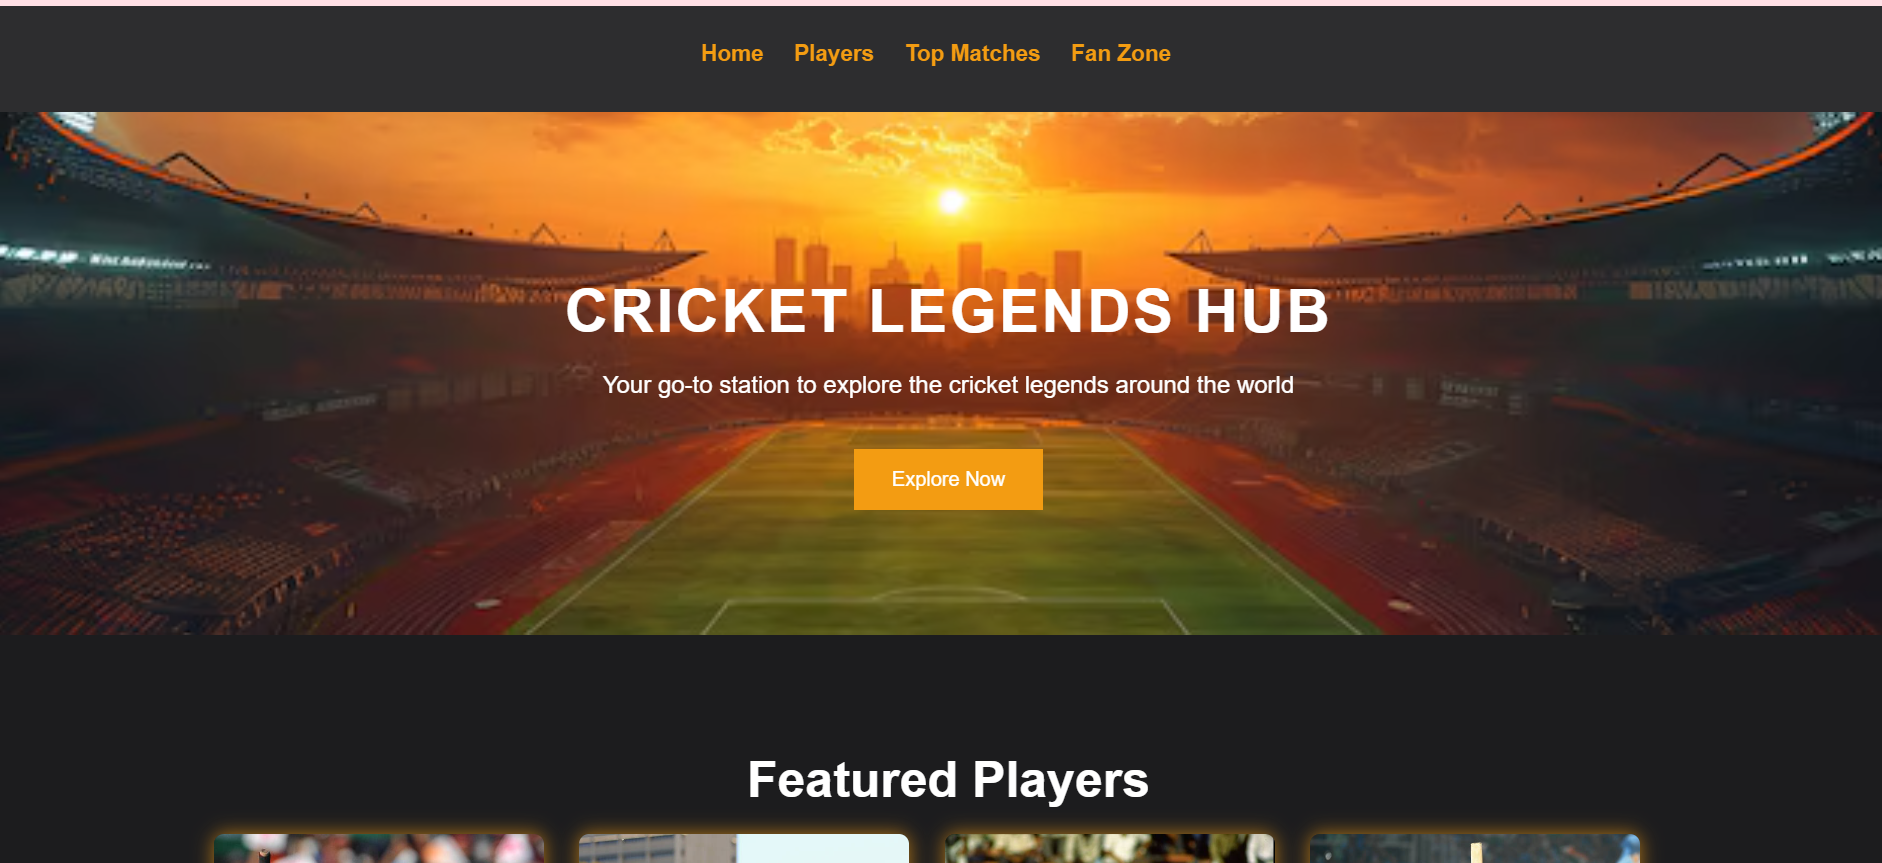 Home Players Top Matches Fan Zone
CRICKET LEGENDS HUB
Your go-to station to explore the cricket legends around the world
Explore Now
Featured Players